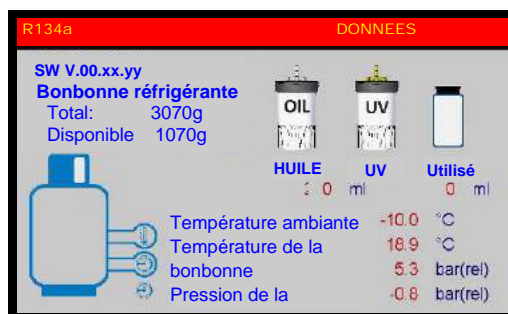 R134a DONNEES
SW V.00.xx.yy
Bonbonne réfrigérante
Total: 3070g
Disponible 1070g
OIL UV
HUILE UV Utilisé
0 ml 0 ml
Température ambiante -10.0 °C
Température de la 18.9 °C
bonbonne 5.3 bar(rel)
Pression de la -0.8 bar(rel)